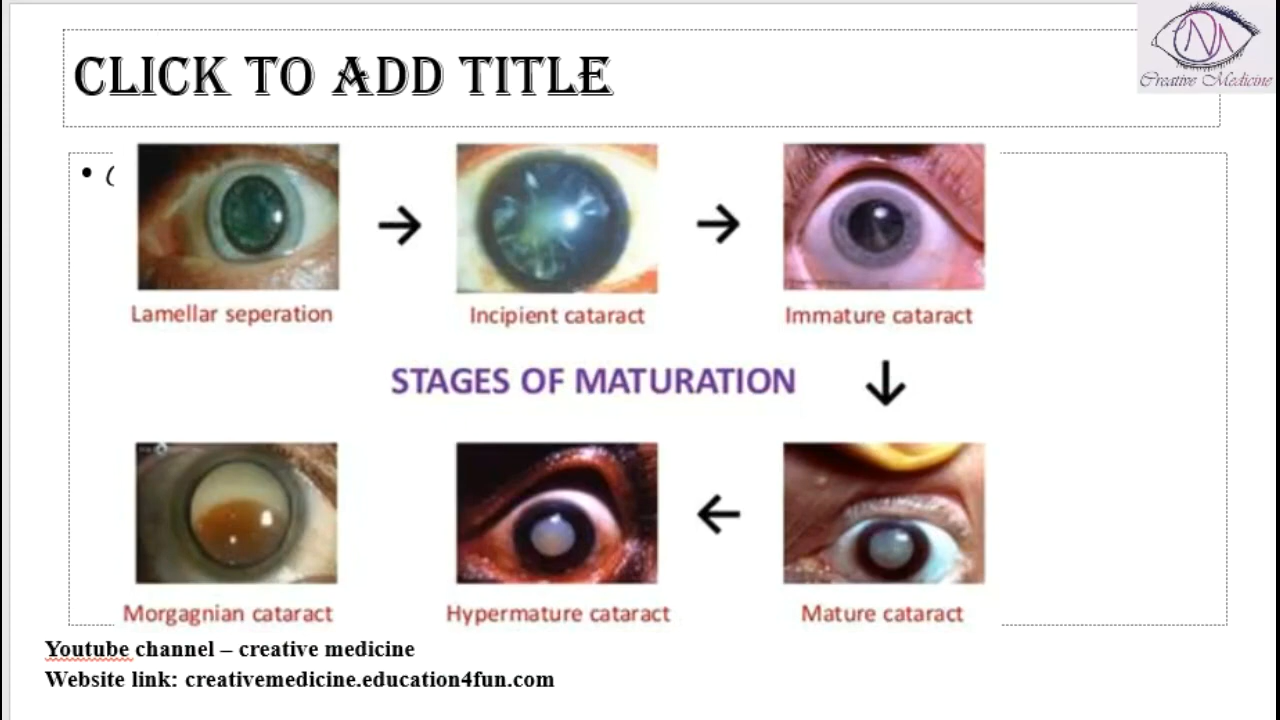 CLICK TO ADD TITLE
Creative Medicine
• (
Lamellar seperation
Incipient cataract
Immature cataract
STAGES OF MATURATION
Morgagnian cataract
Hypermature cataract
Mature cataract
Youtube channel – creative medicine
Website link: creativemedicine.education4fun.com